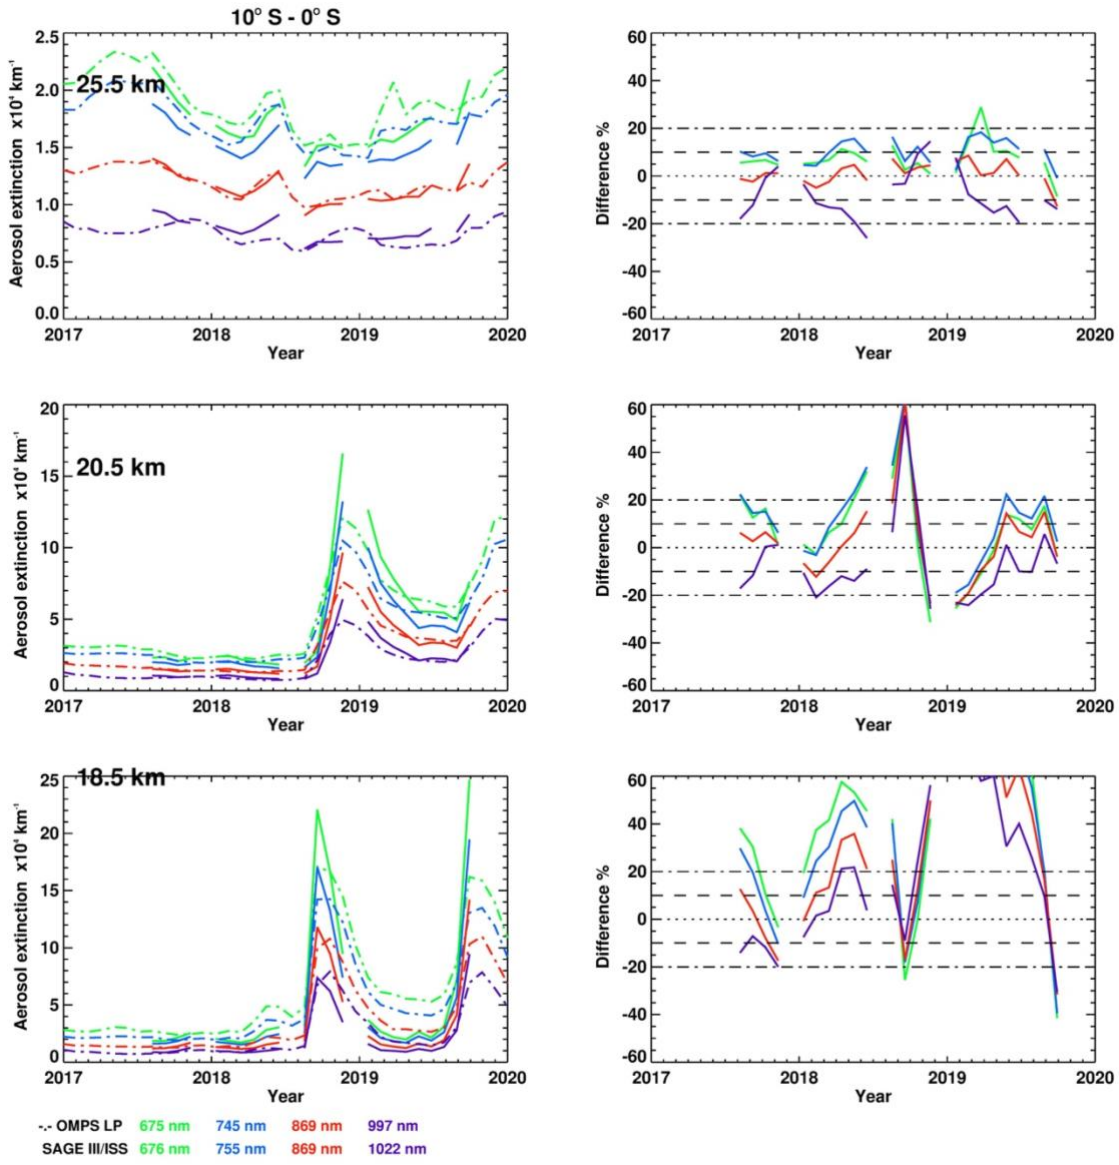 10° S - 0° S
Aerosol extinction x10⁴ km⁻¹
2.5
2.0
1.5
1.0
0.5
0.0
25.5 km
2017 2018 2019 2020
Year
Difference %
60
40
20
0
-20
-40
-60
2017 2018 2019 2020
Year
Aerosol extinction x10⁴ km⁻¹
20
15
10
5
0
20.5 km
2017 2018 2019 2020
Year
Difference %
60
40
20
0
-20
-40
-60
2017 2018 2019 2020
Year
Aerosol extinction x10⁴ km⁻¹
25
20
15
10
5
0
18.5 km
2017 2018 2019 2020
Year
Difference %
60
40
20
0
-20
-40
-60
2017 2018 2019 2020
Year
-.- OMPS LP 675 nm 745 nm 869 nm 997 nm
SAGE III/ISS 676 nm 755 nm 869 nm 1022 nm